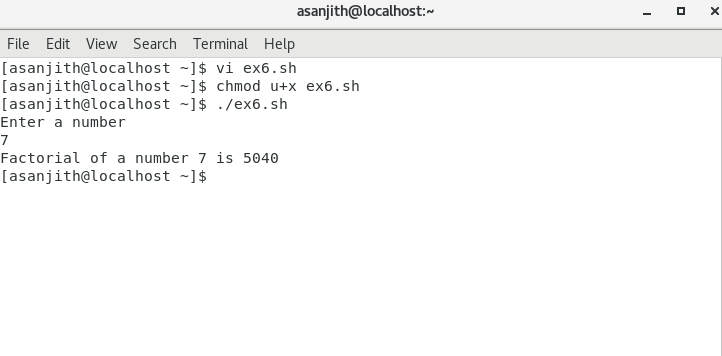 asanjith@localhost:~
File Edit View Search Terminal Help
[asanjith@localhost ~]$ vi ex6.sh
[asanjith@localhost ~]$ chmod u+x ex6.sh
[asanjith@localhost ~]$ ./ex6.sh
Enter a number
7
Factorial of a number 7 is 5040
[asanjith@localhost ~]$